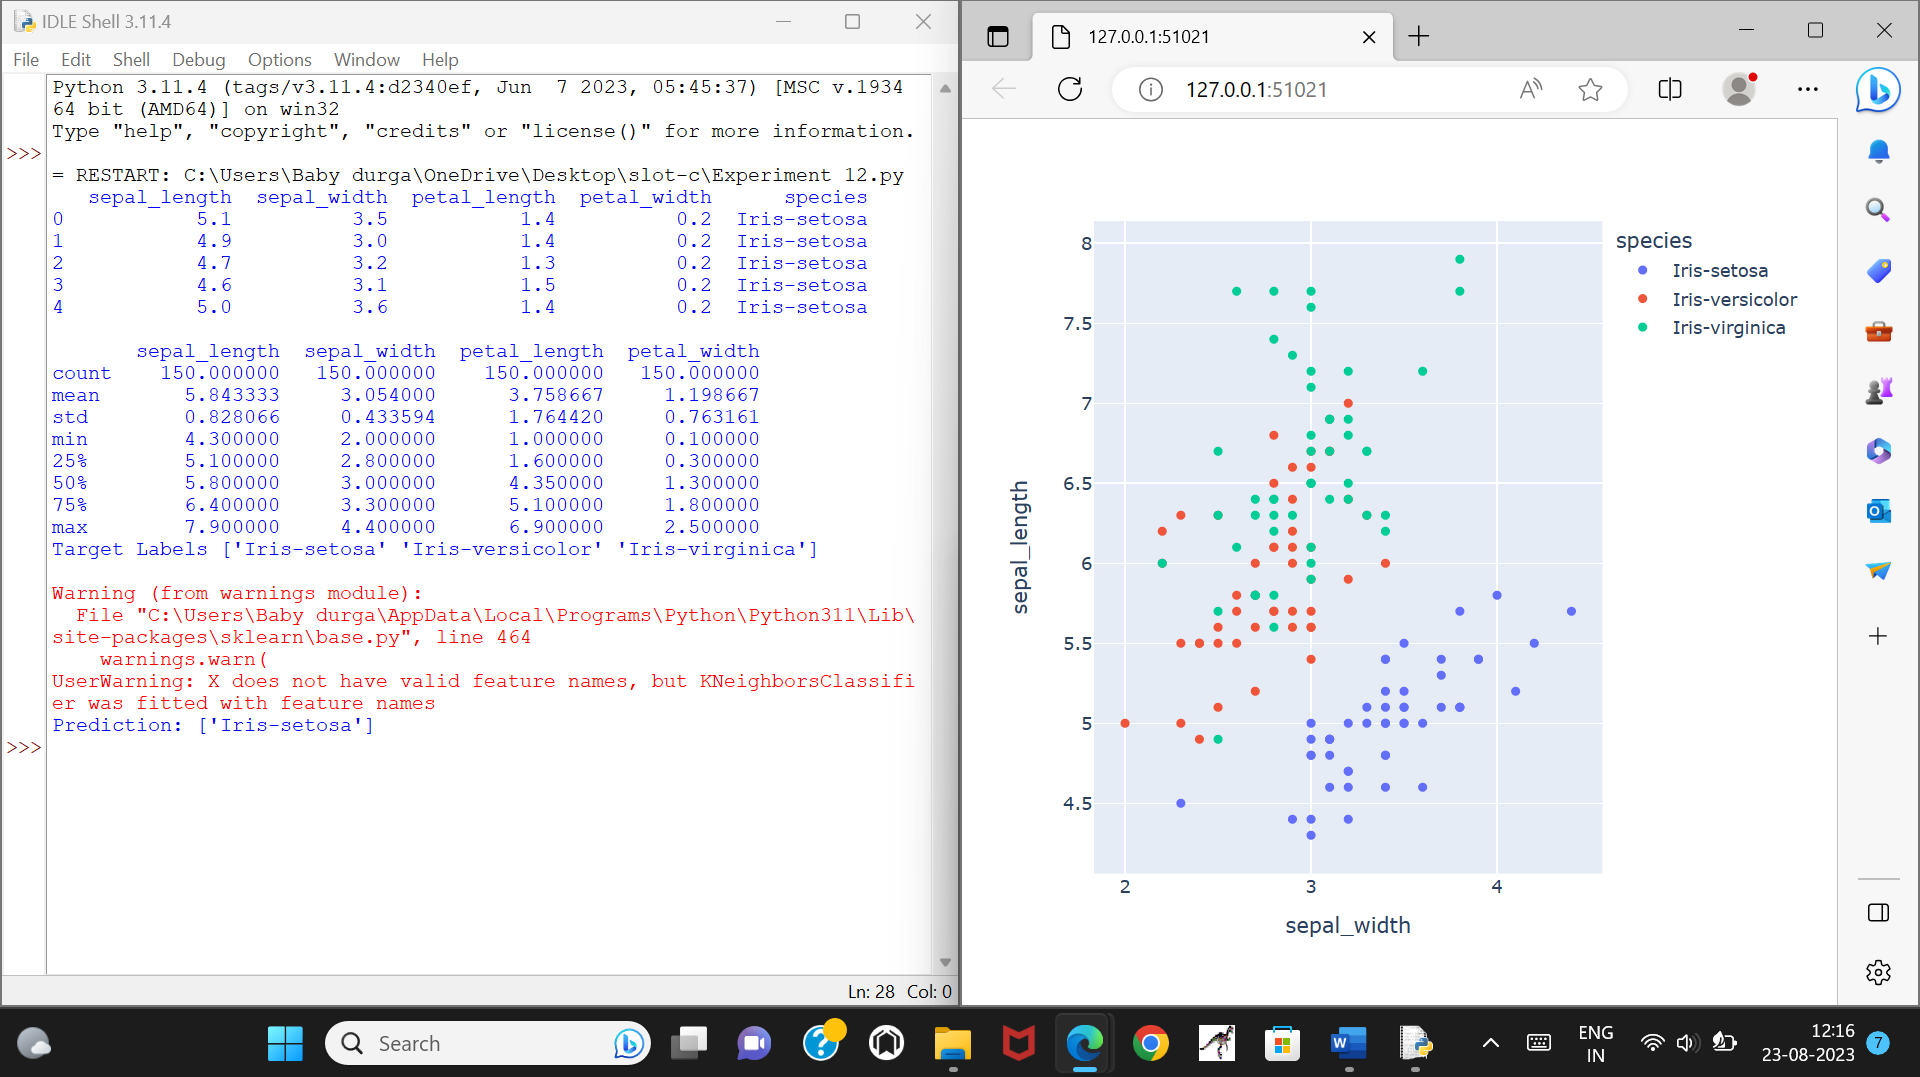 IDLE Shell 3.11.4
File Edit Shell Debug Options Window Help
Python 3.11.4 (tags/v3.11.4:d2340ef, Jun  7 2023, 05:45:37) [MSC v.1934
64 bit (AMD64)] on win32
Type "help", "copyright", "credits" or "license()" for more information.
>>>
= RESTART: C:\Users\Baby durga\OneDrive\Desktop\slot-c\Experiment 12.py
sepal_length  sepal_width  petal_length  petal_width      species
0           5.1          3.5           1.4          0.2  Iris-setosa
1           4.9          3.0           1.4          0.2  Iris-setosa
2           4.7          3.2           1.3          0.2  Iris-setosa
3           4.6          3.1           1.5          0.2  Iris-setosa
4           5.0          3.6           1.4          0.2  Iris-setosa
sepal_length  sepal_width  petal_length  petal_width
count    150.000000   150.000000    150.000000   150.000000
mean       5.843333     3.054000      3.758667     1.198667
std        0.828066     0.433594      1.764420     0.763161
min        4.300000     2.000000      1.000000     0.100000
25%        5.100000     2.800000      1.600000     0.300000
50%        5.800000     3.000000      4.350000     1.300000
75%        6.400000     3.300000      5.100000     1.800000
max        7.900000     4.400000      6.900000     2.500000
Target Labels ['Iris-setosa' 'Iris-versicolor' 'Iris-virginica']
Warning (from warnings module):
File "C:\Users\Baby durga\AppData\Local\Programs\Python\Python311\Lib\
site-packages\sklearn\base.py", line 464
warnings.warn(
UserWarning: X does not have valid feature names, but KNeighborsClassifi
er was fitted with feature names
Prediction: ['Iris-setosa']
>>>
Ln: 28 Col: 0
127.0.0.1:51021
127.0.0.1:51021
species
Iris-setosa
Iris-versicolor
Iris-virginica
8
7.5
7
6.5
6
5.5
5
4.5
sepal_length
2 3 4
sepal_width
Search
ENG
IN
12:16
23-08-2023
7